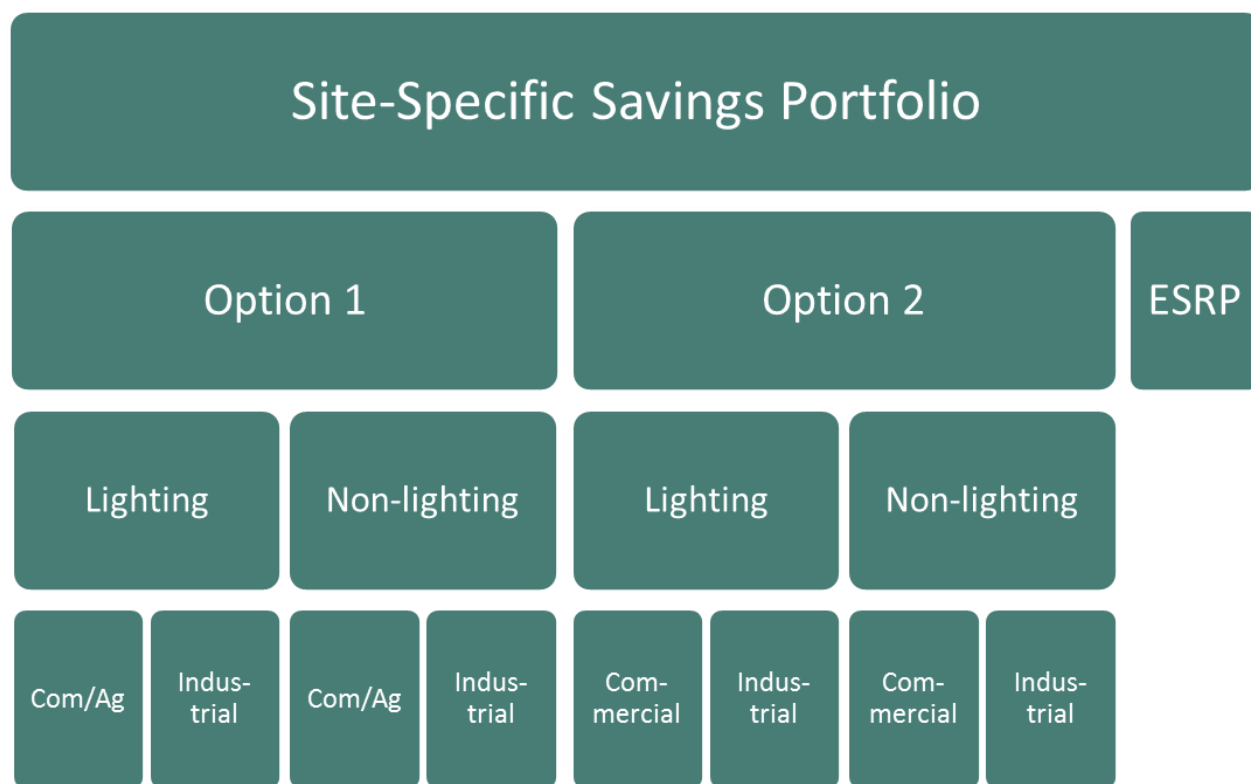 Site-Specific Savings Portfolio
Option 1
Option 2
ESRP
Lighting
Non-lighting
Lighting
Non-lighting
Com/Ag
Indus-
trial
Com/Ag
Indus-
trial
Com-
mercial
Indus-
trial
Com-
mercial
Indus-
trial